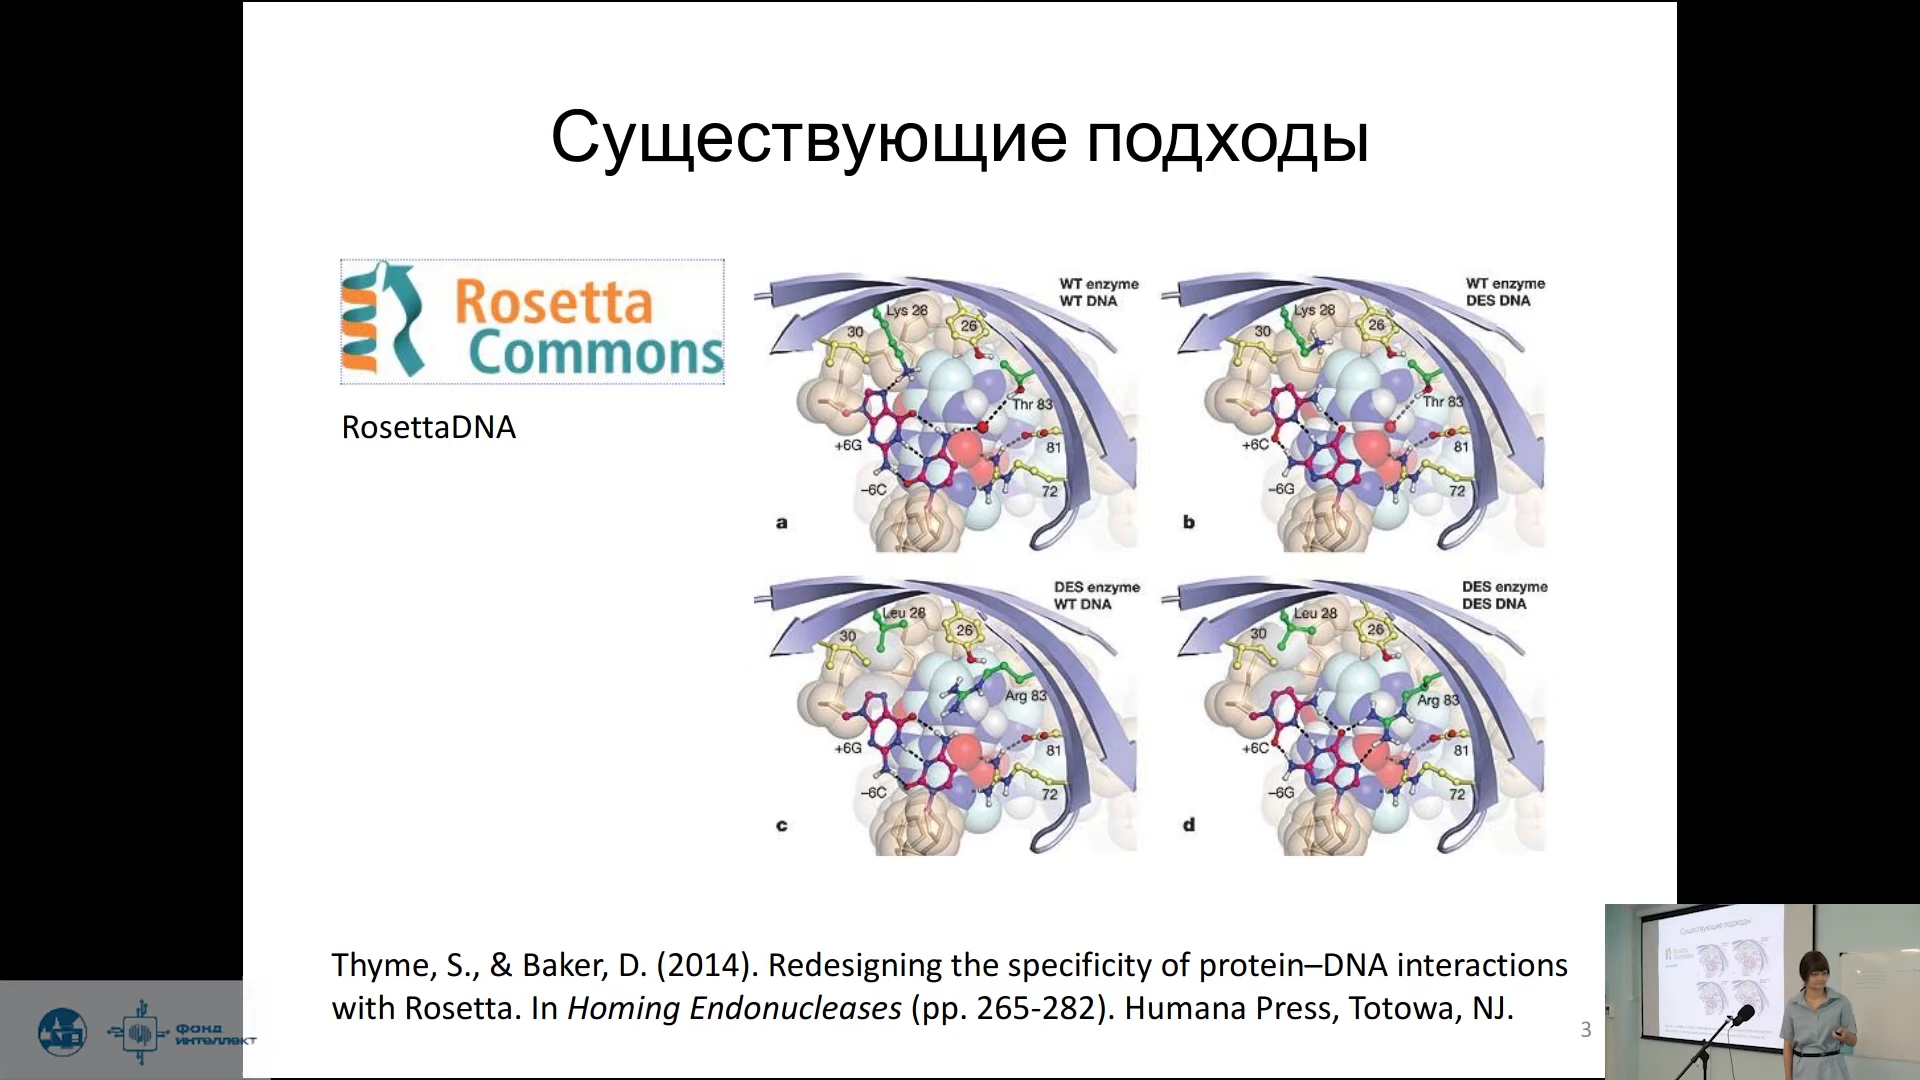 Существующие подходы
Rosetta
Commons
RosettaDNA
WT enzyme
WT DNA
Lys 28
30
26
Thr 83
+6G
81
–6C
72
a
WT enzyme
DES DNA
Lys 28
30
26
Thr 83
+6C
81
–6G
72
b
DES enzyme
WT DNA
Leu 28
30
26
Arg 83
+6G
81
–6C
72
c
DES enzyme
DES DNA
Leu 28
30
26
Arg 83
+6C
81
–6G
72
d
Thyme, S., & Baker, D. (2014). Redesigning the specificity of protein–DNA interactions
with Rosetta. In Homing Endonucleases (pp. 265-282). Humana Press, Totowa, NJ.
3
Фонд
интеллект
Существующие подходы